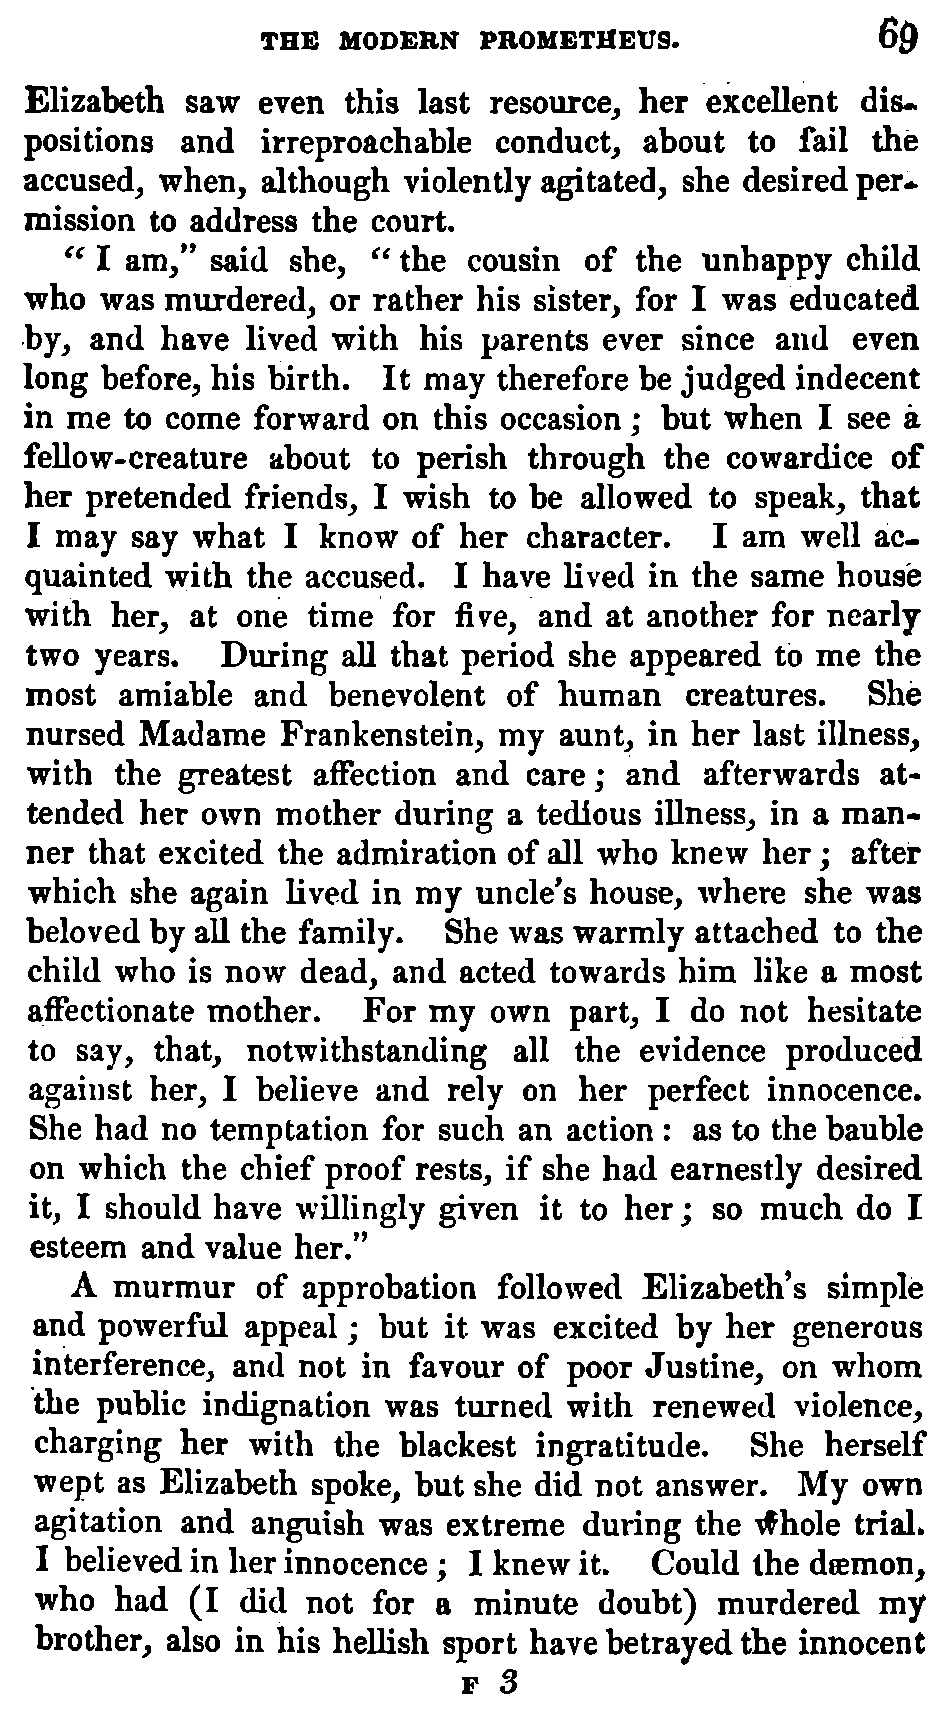 THE MODERN PROMETHEUS. 69
Elizabeth saw even this last resource, her excellent dis-
positions and irreproachable conduct, about to fail the
accused, when, although violently agitated, she desired per-
mission to address the court.
“I am,” said she, “the cousin of the unhappy child
who was murdered, or rather his sister, for I was educated
by, and have lived with his parents ever since and even
long before, his birth. It may therefore be judged indecent
in me to come forward on this occasion; but when I see a
fellow-creature about to perish through the cowardice of
her pretended friends, I wish to be allowed to speak, that
I may say what I know of her character. I am well ac-
quainted with the accused. I have lived in the same house
with her, at one time for five, and at another for nearly
two years. During all that period she appeared to me the
most amiable and benevolent of human creatures. She
nursed Madame Frankenstein, my aunt, in her last illness,
with the greatest affection and care; and afterwards at-
tended her own mother during a tedious illness, in a man-
ner that excited the admiration of all who knew her; after
which she again lived in my uncle’s house, where she was
beloved by all the family. She was warmly attached to the
child who is now dead, and acted towards him like a most
affectionate mother. For my own part, I do not hesitate
to say, that, notwithstanding all the evidence produced
against her, I believe and rely on her perfect innocence.
She had no temptation for such an action: as to the bauble
on which the chief proof rests, if she had earnestly desired
it, I should have willingly given it to her; so much do I
esteem and value her.”
A murmur of approbation followed Elizabeth’s simple
and powerful appeal; but it was excited by her generous
interference, and not in favour of poor Justine, on whom
the public indignation was turned with renewed violence,
charging her with the blackest ingratitude. She herself
wept as Elizabeth spoke, but she did not answer. My own
agitation and anguish was extreme during the whole trial.
I believed in her innocence; I knew it. Could the dæmon,
who had (I did not for a minute doubt) murdered my
brother, also in his hellish sport have betrayed the innocent
F 3